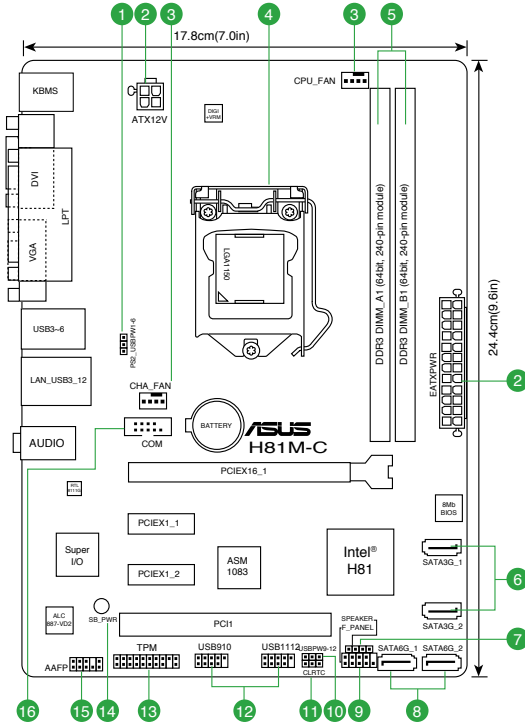 1 2 3 4 3 5
17.8cm(7.0in)
KBMS
ATX12V
DIGI +VRM
CPU_FAN
DVI
LPT
VGA
LGA1150
DDR3 DIMM_A1 (64bit, 240-pin module)
DDR3 DIMM_B1 (64bit, 240-pin module)
24.4cm(9.6in)
EATXPWR
2
USB3~6
PS2_USBPW1-6
LAN_USB3_12
CHA_FAN
AUDIO
COM
BATTERY
ASUS
H81M-C
PCIEX16_1
RTL
8111G
8Mb
BIOS
PCIEX1_1
Super
I/O
PCIEX1_2
ASM
1083
Intel®
H81
SATA3G_1
6
SATA3G_2
ALC
887-VD2
SB_PWR
PCI1
SPEAKER
F_PANEL
7
AAFP
TPM
USB910
USB1112
USBPW9-12
CLRTC
SATA6G_1
SATA6G_2
16 15 14 13 12 11 10 9 8